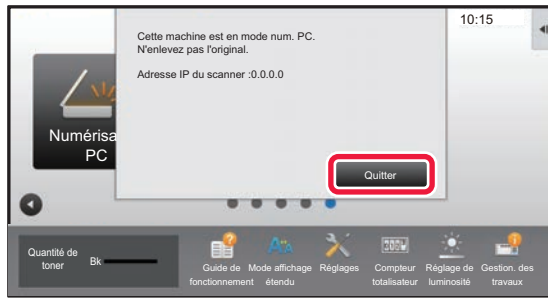 10:15
Cette machine est en mode num. PC.
N'enlevez pas l'original.
Adresse IP du scanner :0.0.0.0
Numérisa
PC
Quitter
Quantité de
toner
Bk
Guide de
fonctionnement
Mode affichage
étendu
Réglages
Compteur
totalisateur
Réglage de
luminosité
Gestion. des
travaux